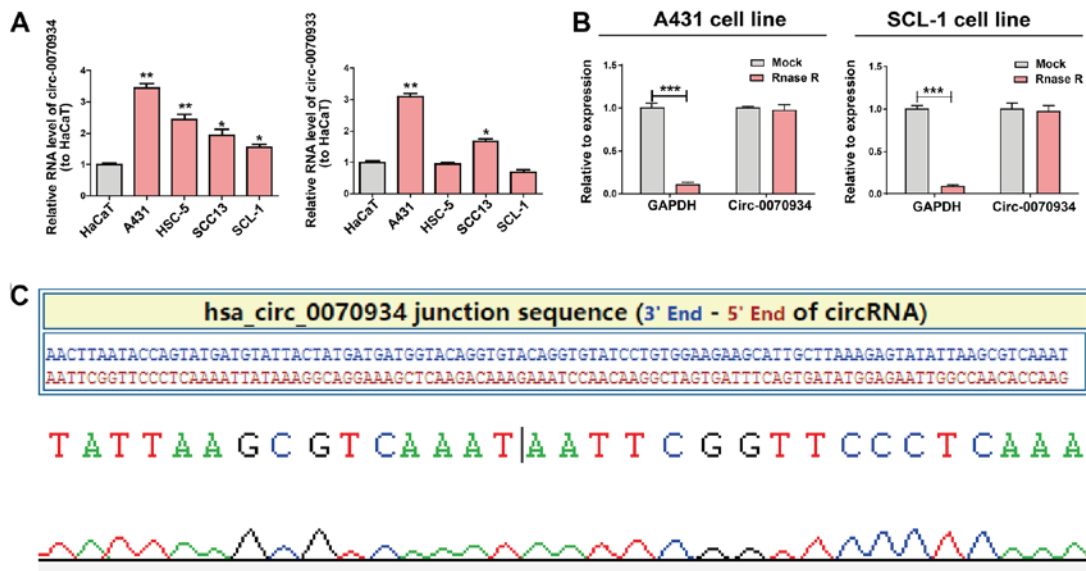 A
Relative RNA level of circ-0070934
(to HaCaT)
4
3
2
1
0
**
**
*
*
HaCaT
A431
HSC-5
SCC13
SCL-1
Relative RNA level of circ-0070933
(to HaCaT)
4
3
2
1
0
**
*
HaCaT
A431
HSC-5
SCC13
SCL-1
B
A431 cell line
Relative to expression
1.5
1.0
0.5
0.0
***
Mock
Rnase R
GAPDH
Circ-0070934
SCL-1 cell line
Relative to expression
1.5
1.0
0.5
0.0
***
Mock
Rnase R
GAPDH
Circ-0070934
C
hsa_circ_0070934 junction sequence (3' End - 5' End of circRNA)
AACTTAATACCAGTATGATGTATTACTATGATGATGGTACAGGTGTACAGGTGTATCCTGTGGAAGAAGCATTGCTTAAAGAGTATATTAAGCGTCAAAT
AATTCGGTTCCCTCAAAATTATAAAGGCAGGAAAGCTCAAGACAAAGAAATCCAACAAGGCTAGTGATTTCAGTGATATGGAGAATTGGCCAACACCAAG
TATTAAGCGTCAAAT|AATTCGGTTCCCTCAAA